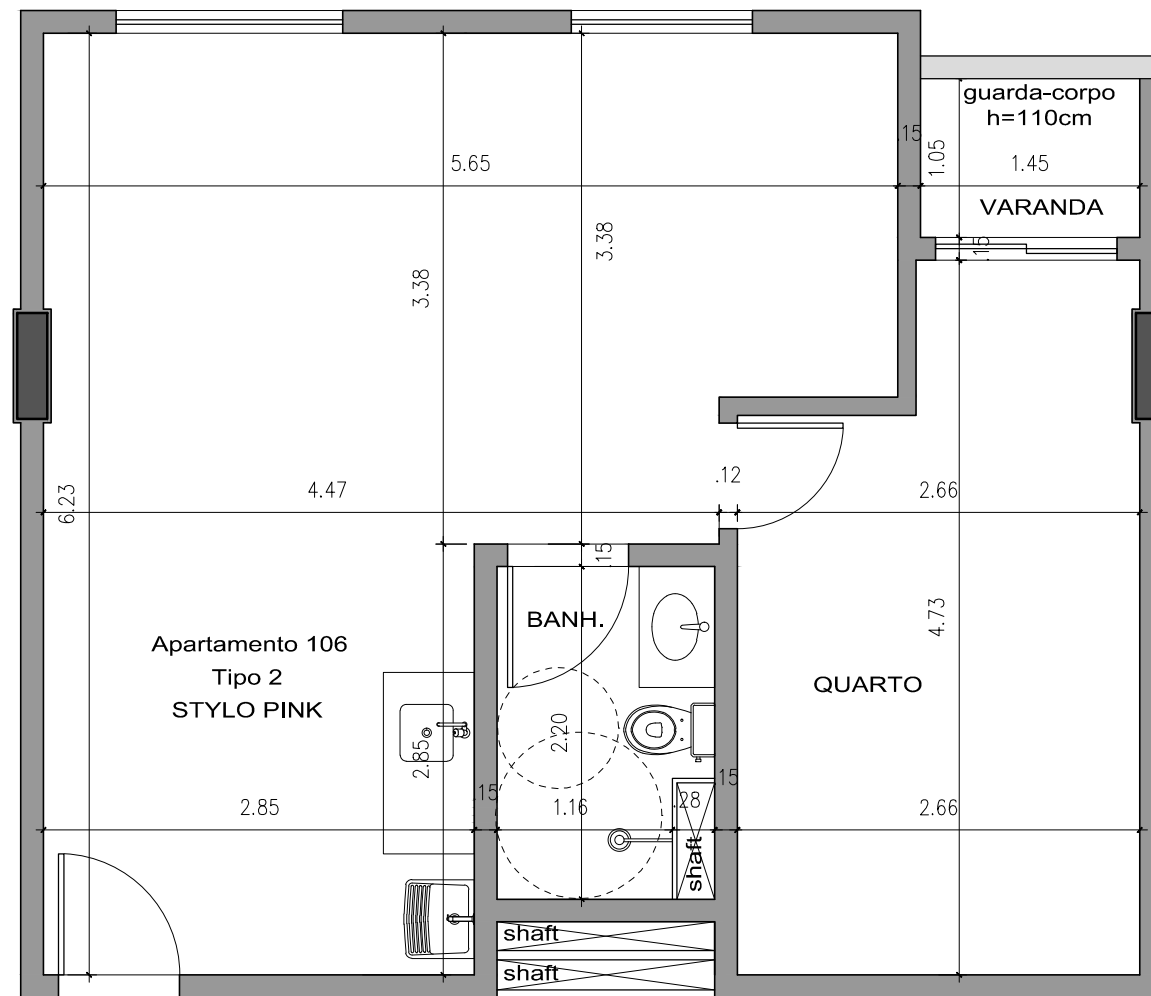 guarda-corpo
h=110cm
.15
1.05
5.65
1.45
VARANDA
3.38
.15
3.38
.12
6.23
4.47
2.66
.15
BANH.
4.73
Apartamento 106
Tipo 2
STYLO PINK
QUARTO
2.20
2.85
.15
2.85
.15
1.16
.28
2.66
shaft
shaft
shaft